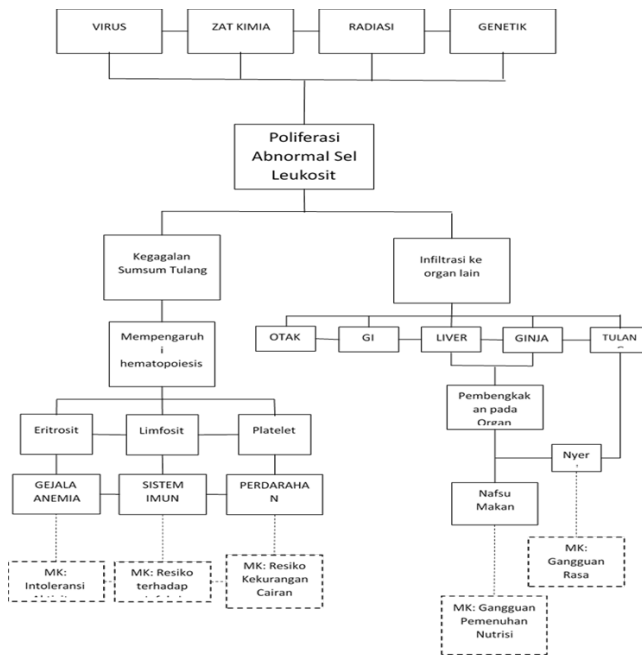 VIRUS
ZAT KIMIA
RADIASI
GENETIK
Poliferasi
Abnormal Sel
Leukosit
Kegagalan
Sumsum Tulang
Infiltrasi ke
organ lain
Mempengaruh
i
hematopoiesis
OTAK
GI
LIVER
GINJA
TULAN
Pembengkak
an pada
Organ
Eritrosit
Limfosit
Platelet
Nyer
GEJALA
ANEMIA
SISTEM
IMUN
PERDARAHA
N
Nafsu
Makan
MK:
Intoleransi
MK: Resiko
terhadap
MK: Resiko
Kekurangan
Cairan
MK:
Gangguan
Rasa
MK: Gangguan
Pemenuhan
Nutrisi